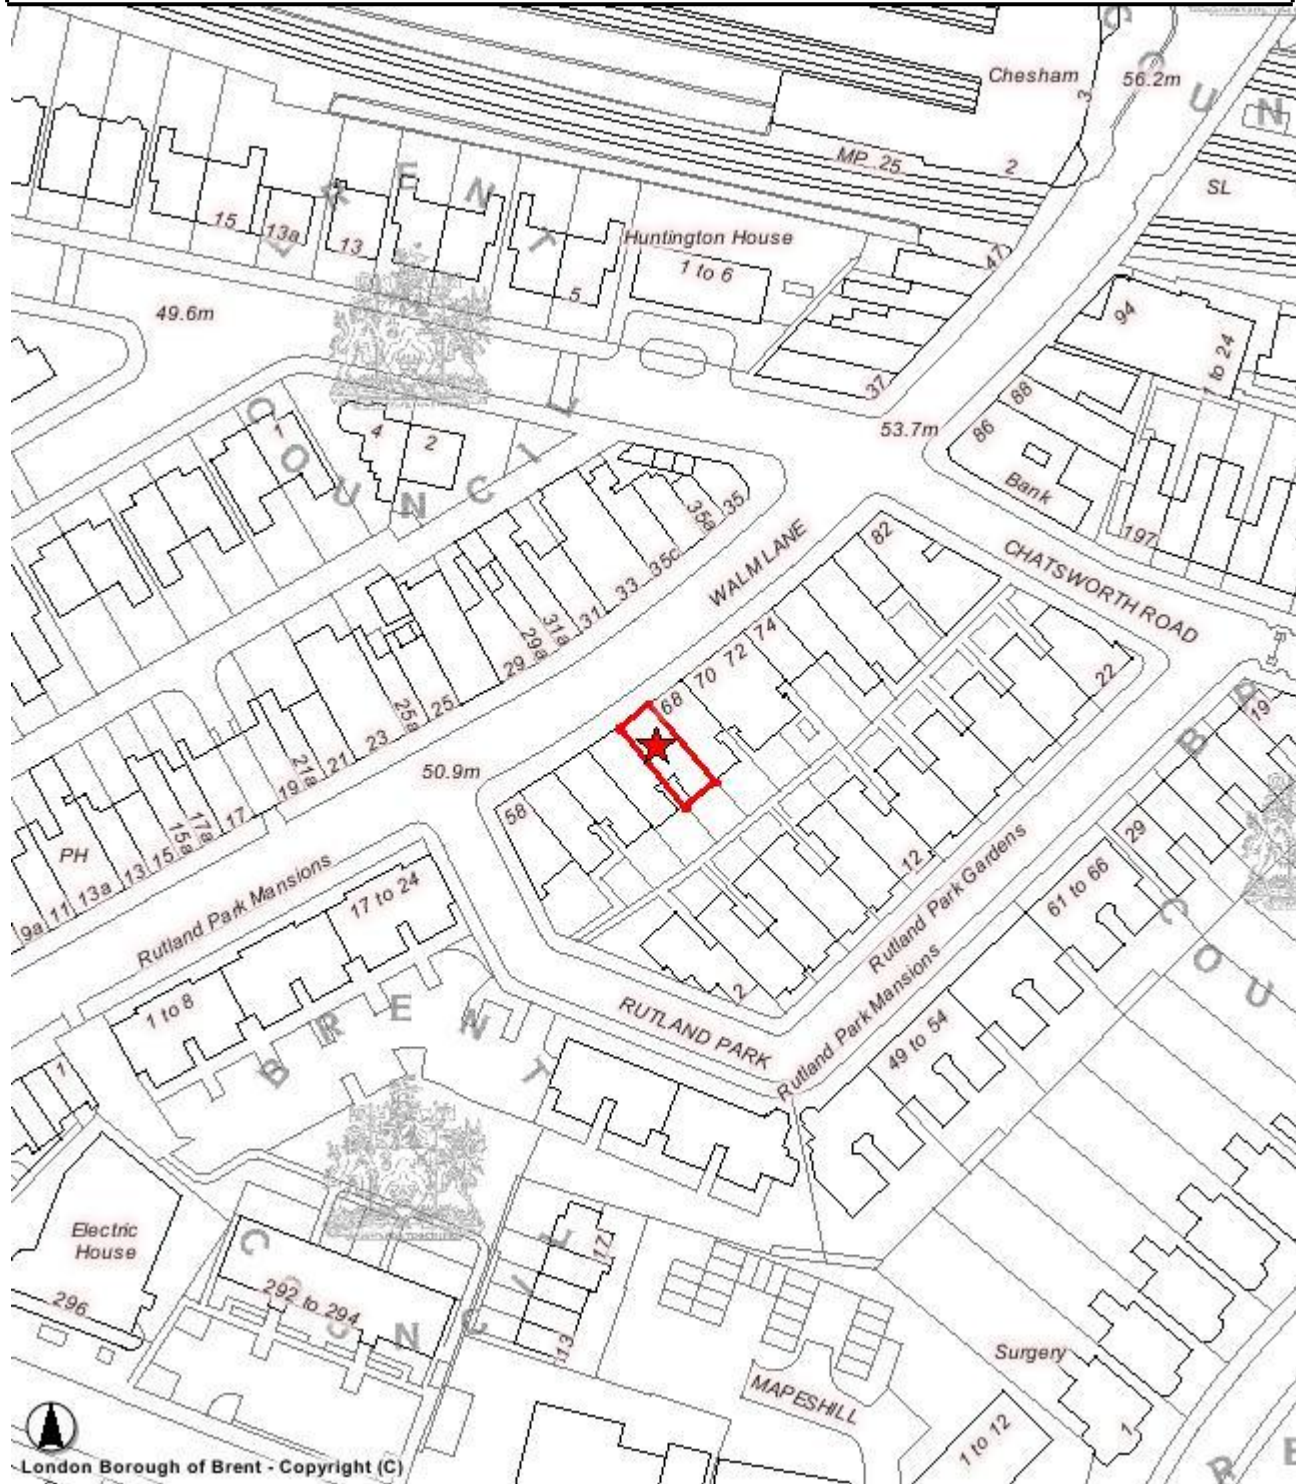 Chesham
56.2m
3
MP .25
2
SL
15
13a
13
5
Huntington House
1 to 6
47
49.6m
94
1 to 24
37
88
86
53.7m
Bank
197
1
4
2
35
35a
35c
33
31
31a
29a
29
25
25a
23
21
21a
19
17
17a
15a
15
13
13a
11
9a
PH
WALM LANE
82
CHATSWORTH ROAD
74
72
70
68
22
19
50.9m
58
12
29
Rutland Park Mansions
17 to 24
1 to 8
Rutland Park Gardens
Rutland Park Mansions
61 to 66
49 to 54
2
RUTLAND PARK
1
Electric
House
296
292 to 294
17
13
Surgery
MAPESHILL
1 to 12
1
BRENT
COUNCIL
BRENT
COUNCIL
London Borough of Brent - Copyright (C)